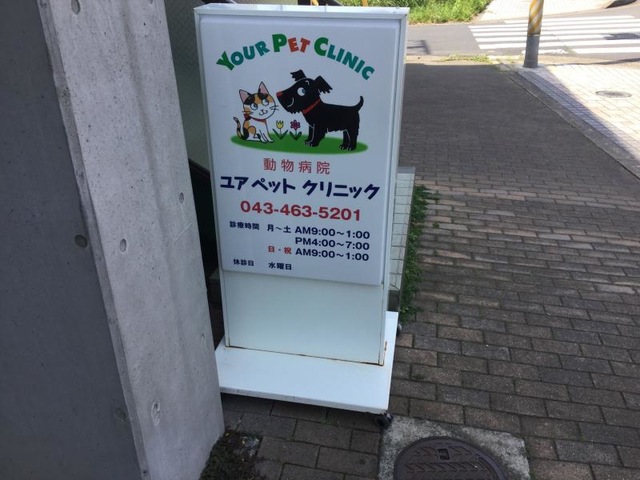 YOUR PET CLINIC
動物病院
ユア ペット クリニック
043-463-5201
診療時間 月〜土 AM9:00〜1:00
PM4:00〜7:00
日・祝 AM9:00〜1:00
休診日 水曜日